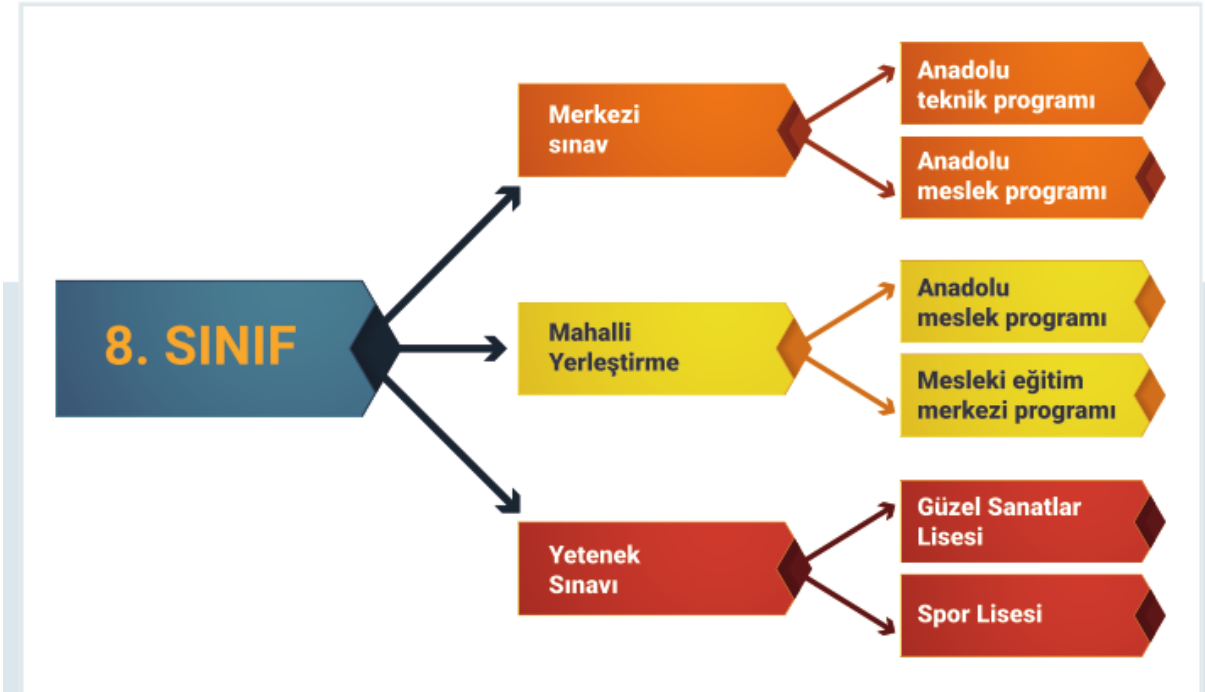 8. SINIF
Merkezi
sınav
Anadolu
teknik programı
Anadolu
meslek programı
Mahalli
Yerleştirme
Anadolu
meslek programı
Mesleki eğitim
merkezi programı
Yetenek
Sınavı
Güzel Sanatlar
Lisesi
Spor Lisesi